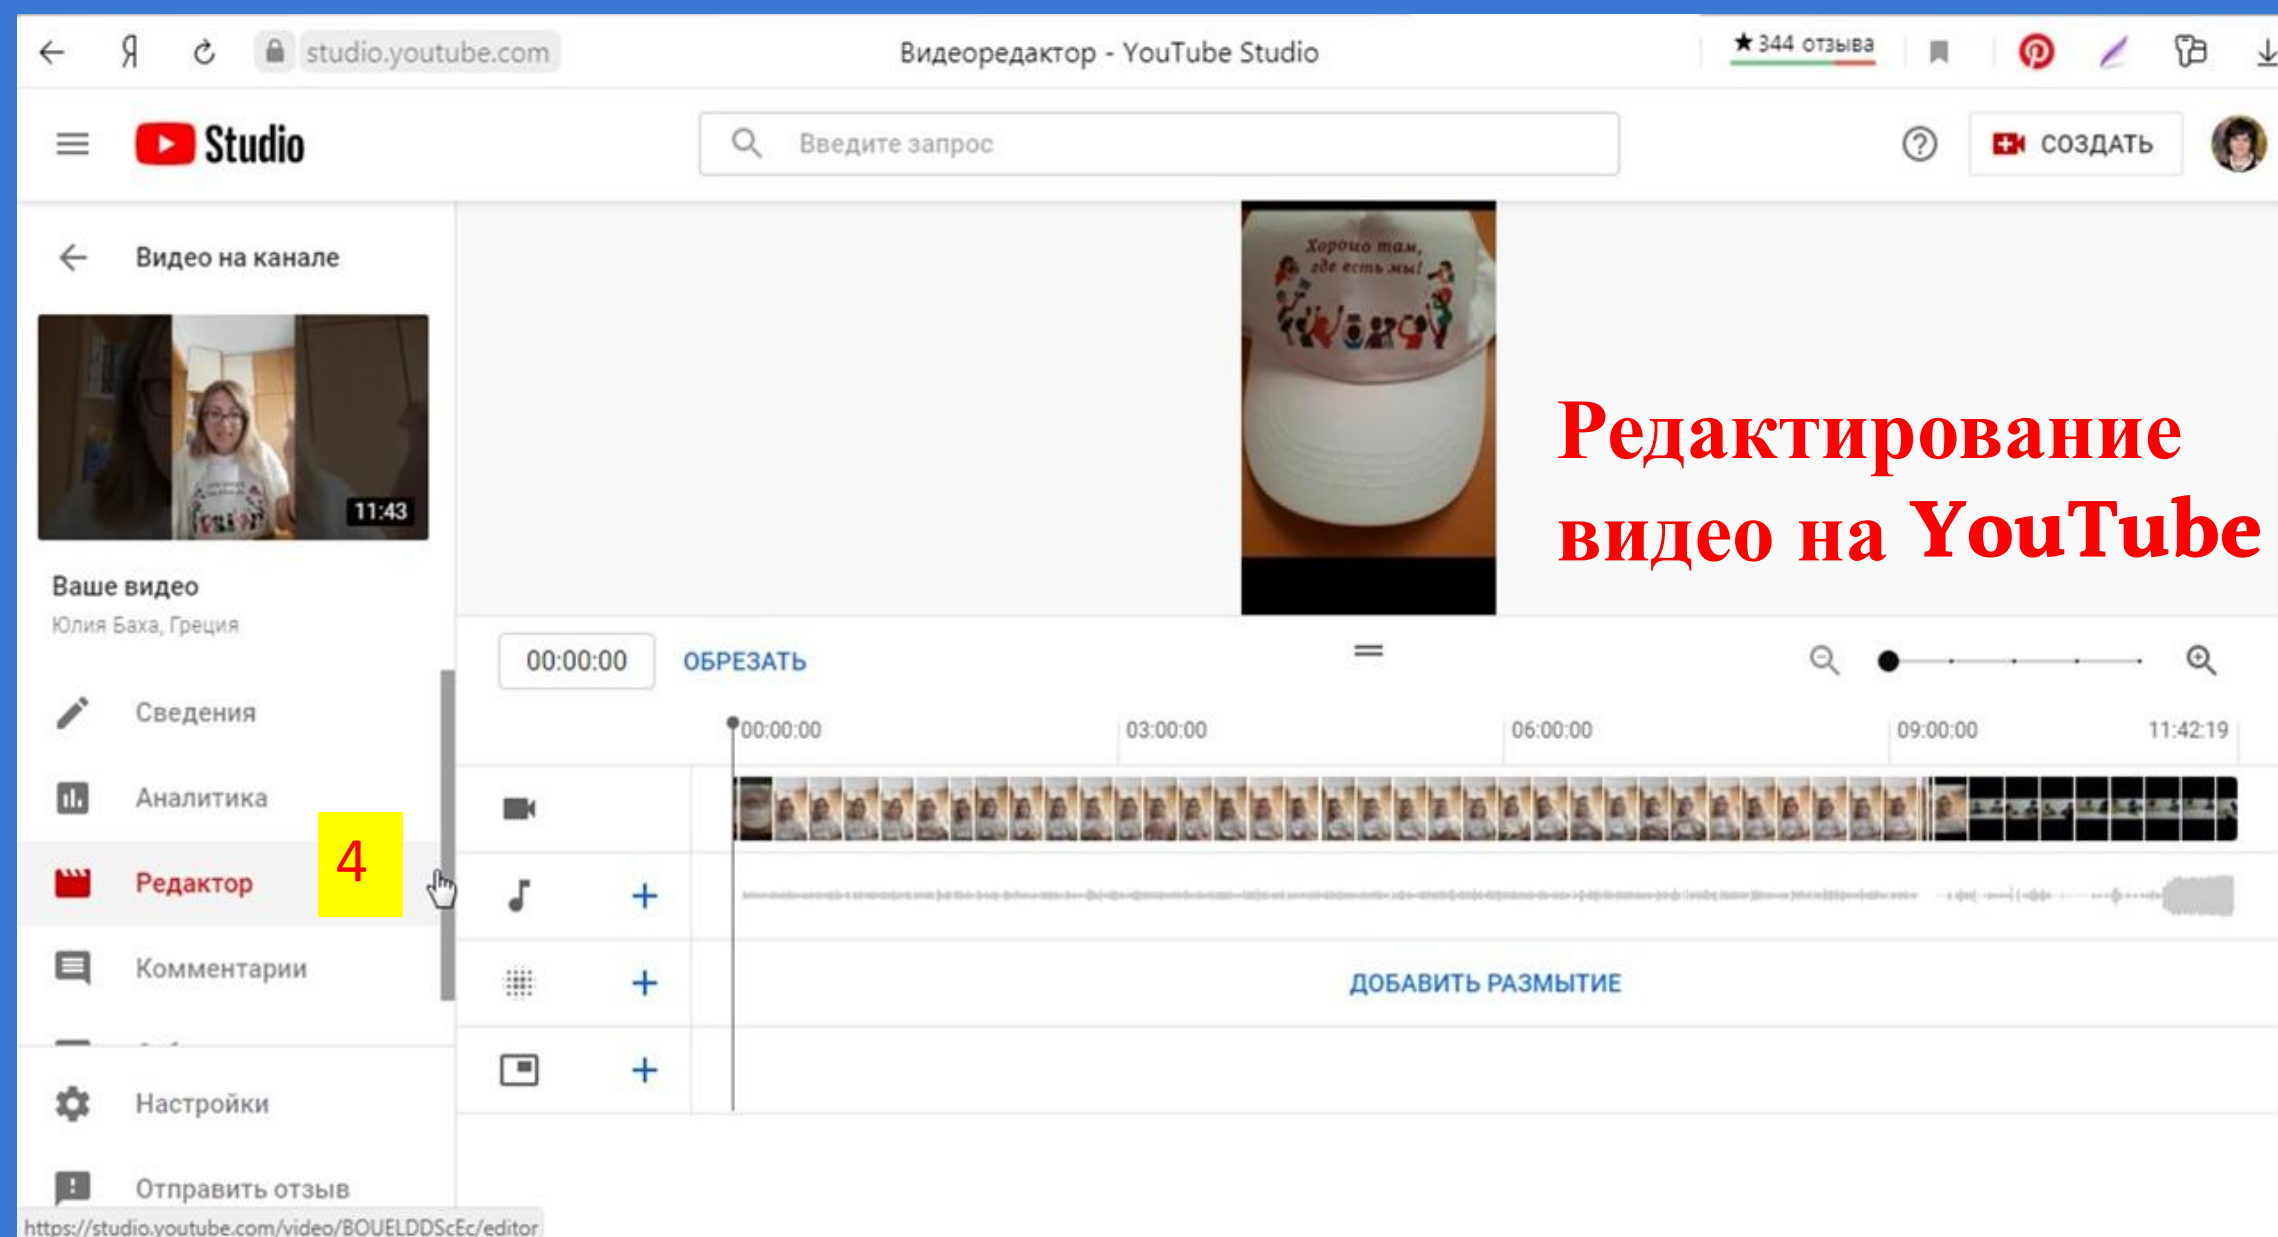 studio.youtube.com
Видеоредактор - YouTube Studio
★ 344 отзыва
Studio
Введите запрос
СОЗДАТЬ
Видео на канале
11:43
Ваше видео
Юлия Баха, Греция
Сведения
Аналитика
Редактор
4
Комментарии
Настройки
Отправить отзыв
https://studio.youtube.com/video/BOUELDDScEc/editor
Хорошо там,
где есть мы!
Редактирование
видео на YouTube
00:00:00
ОБРЕЗАТЬ
00:00:00
03:00:00
06:00:00
09:00:00
11:42:19
ДОБАВИТЬ РАЗМЫТИЕ